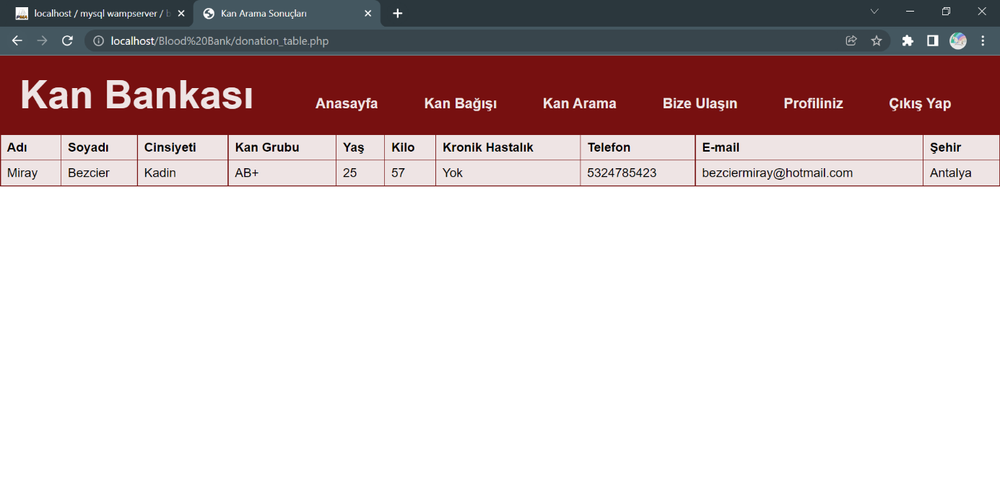 localhost / mysql wampserver / b
Kan Arama Sonuçları
localhost/Blood%20Bank/donation_table.php
Kan Bankası Anasayfa Kan Bağışı Kan Arama Bize Ulaşın Profiliniz Çıkış Yap
Adı Soyadı Cinsiyeti Kan Grubu Yaş Kilo Kronik Hastalık Telefon E-mail Şehir
Miray Bezcier Kadin AB+ 25 57 Yok 5324785423 bezciermiray@hotmail.com Antalya